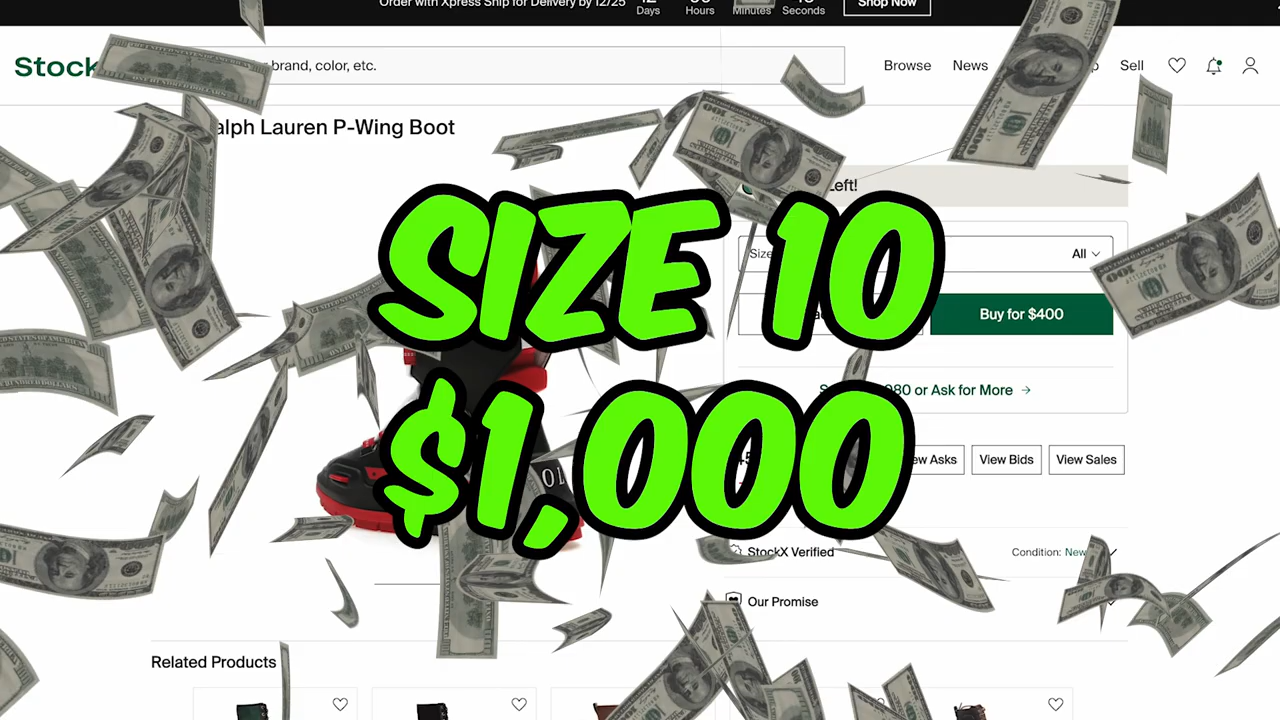 Order with Xpress Ship for Delivery by 12/25
Days Hours Minutes Seconds
Shop Now
Stock
brand, color, etc.
Browse News Sell
alph Lauren P-Wing Boot
Left!
SIZE 10
All
Buy for $400
$1,000
or Ask for More →
View Bids
View Sales
StockX Verified
Condition: New
Our Promise
Related Products